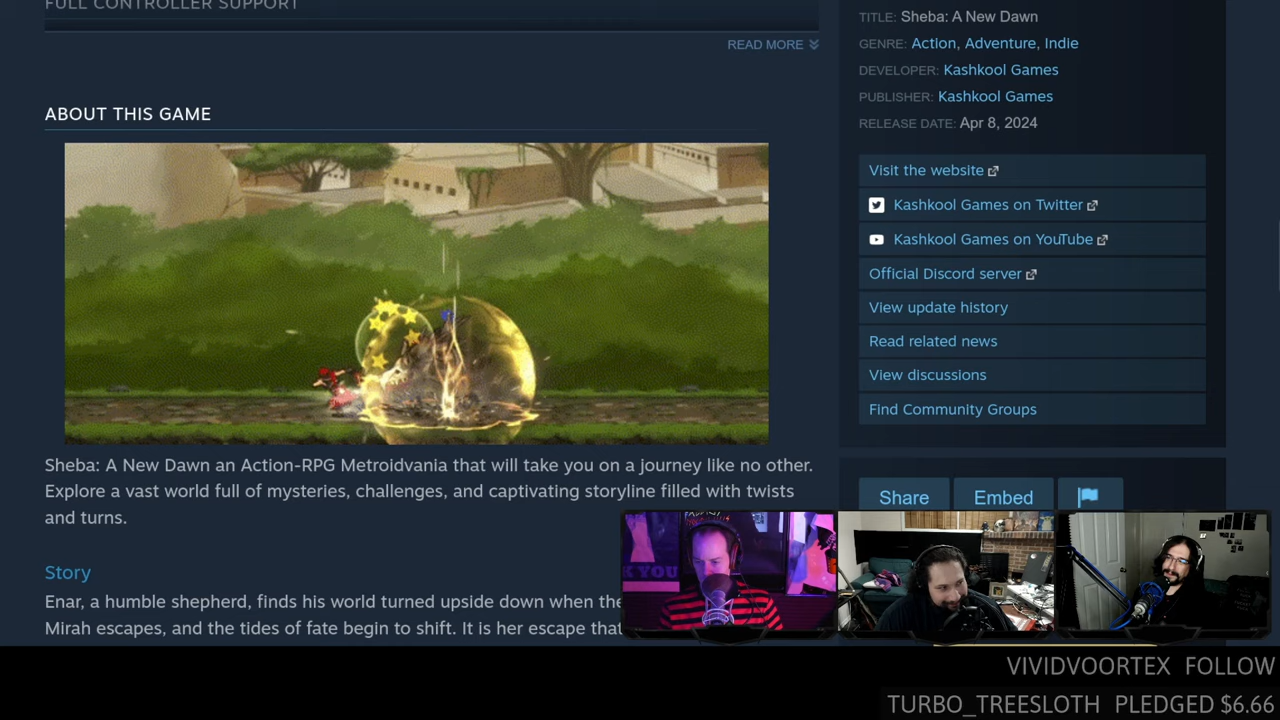 FULL CONTROLLER SUPPORT
READ MORE
ABOUT THIS GAME
Sheba: A New Dawn an Action-RPG Metroidvania that will take you on a journey like no other.
Explore a vast world full of mysteries, challenges, and captivating storyline filled with twists
and turns.
Story
Enar, a humble shepherd, finds his world turned upside down when the
Mirah escapes, and the tides of fate begin to shift. It is her escape that
TITLE: Sheba: A New Dawn
GENRE: Action, Adventure, Indie
DEVELOPER: Kashkool Games
PUBLISHER: Kashkool Games
RELEASE DATE: Apr 8, 2024
Visit the website
Kashkool Games on Twitter
Kashkool Games on YouTube
Official Discord server
View update history
Read related news
View discussions
Find Community Groups
Share Embed
K YOU
VIVIDVOORTEX FOLLOW
TURBO_TREESLOTH PLEDGED $6.66